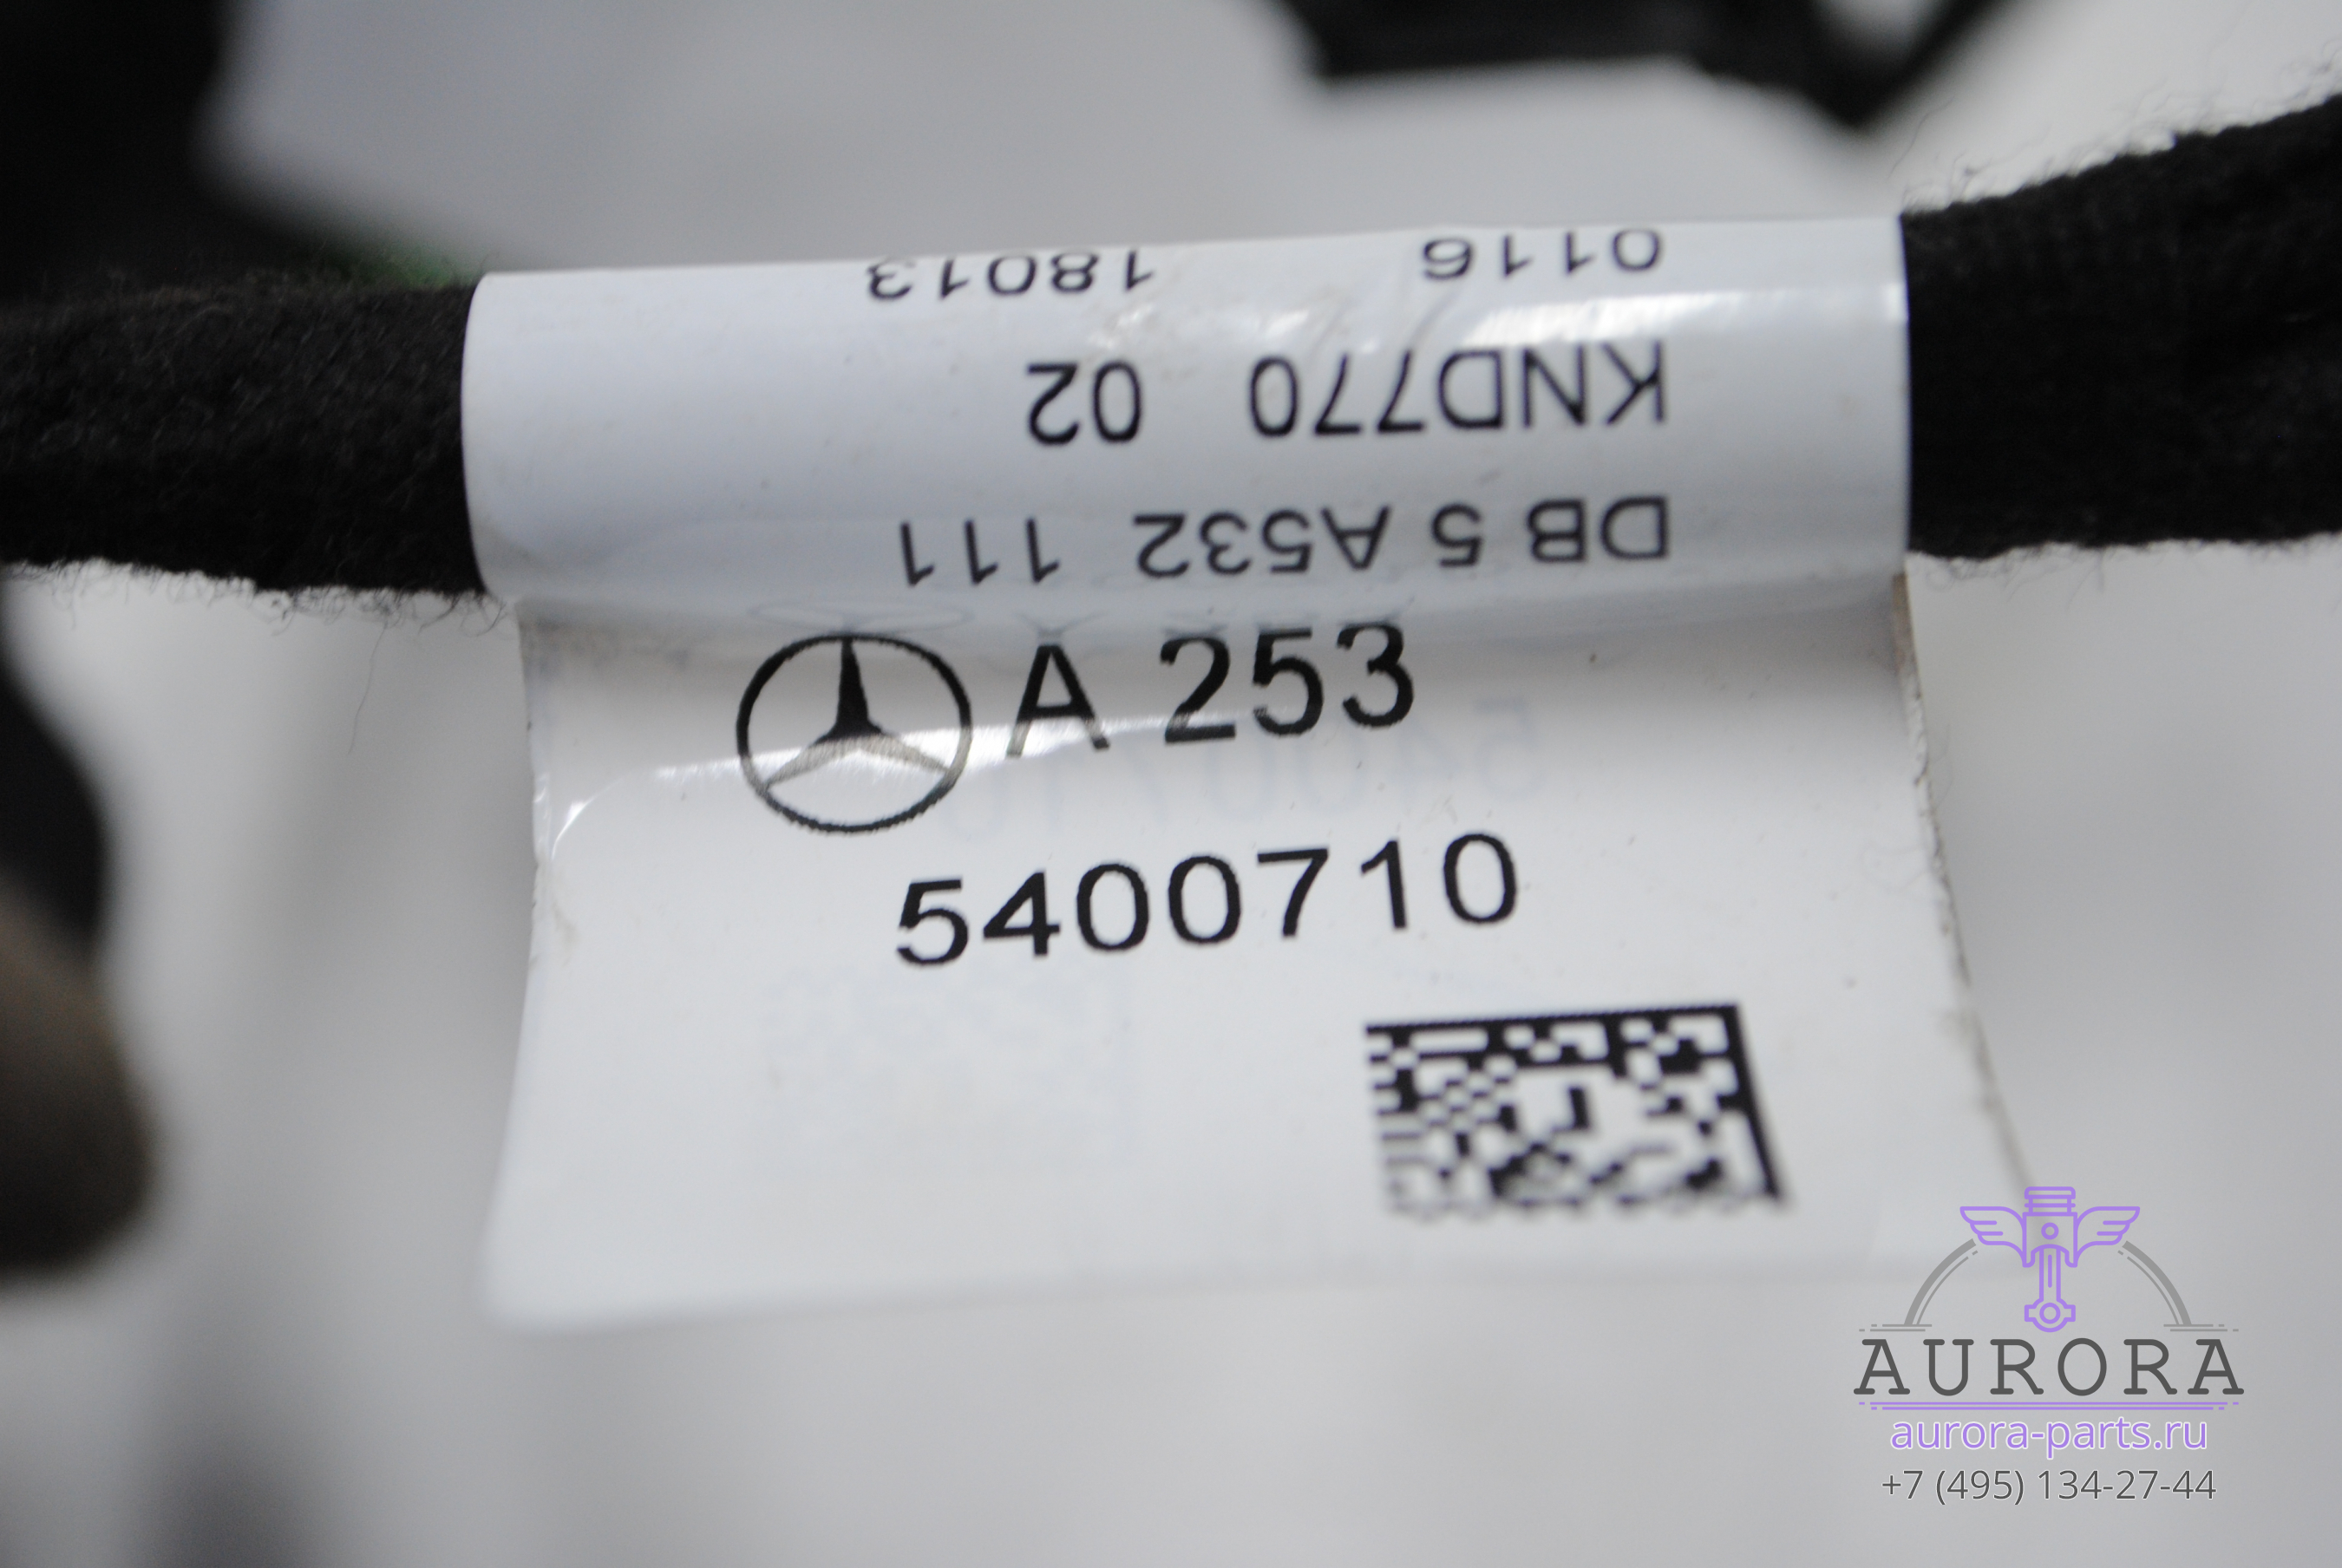 0116 18013
KND770 02
DB 5 A532 111
A 253
5400710
AURORA
aurora-parts.ru
+7 (495) 134-27-44